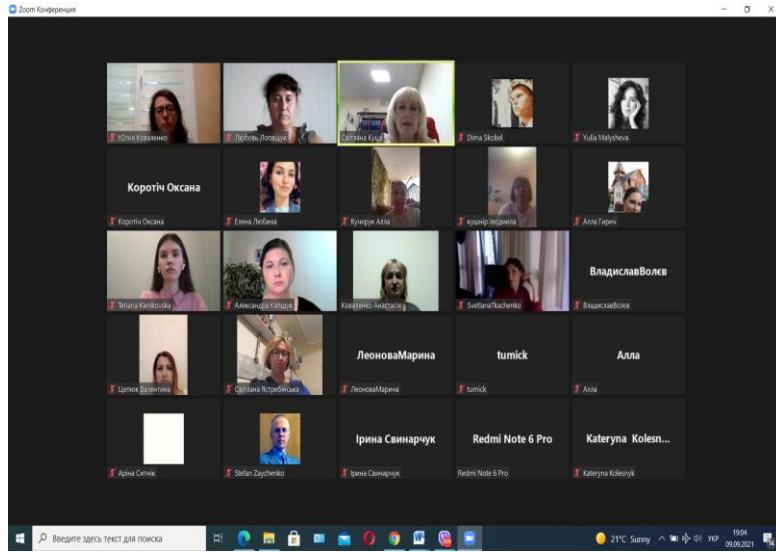 Zoom Конференция
Юлия Коваленко
Любовь Лопащук
Світлана Куца
Dima Skobel
Yulia Malysheva
Коротіч Оксана
Коротіч Оксана
Елена Любина
Кучерук Алла
кушнір людмила
Алла Гирич
Tetiana Kanikovska
Александра Капщук
Коваленко Анастасія
SvetlanaTkachenko
ВладиславВолєв
ВладиславВолєв
Цепюк Валентина
Світлана Ястребінська
ЛеоноваМарина
ЛеоноваМарина
tumick
tumick
Алла
Алла
Аріна Ситнік
Stefan Zaychenko
Ірина Свинарчук
Ірина Свинарчук
Redmi Note 6 Pro
Redmi Note 6 Pro
Kateryna Kolesn...
Kateryna Kolesnyk
Введите здесь текст для поиска
21°C Sunny
УКР
19:04
09.09.2021